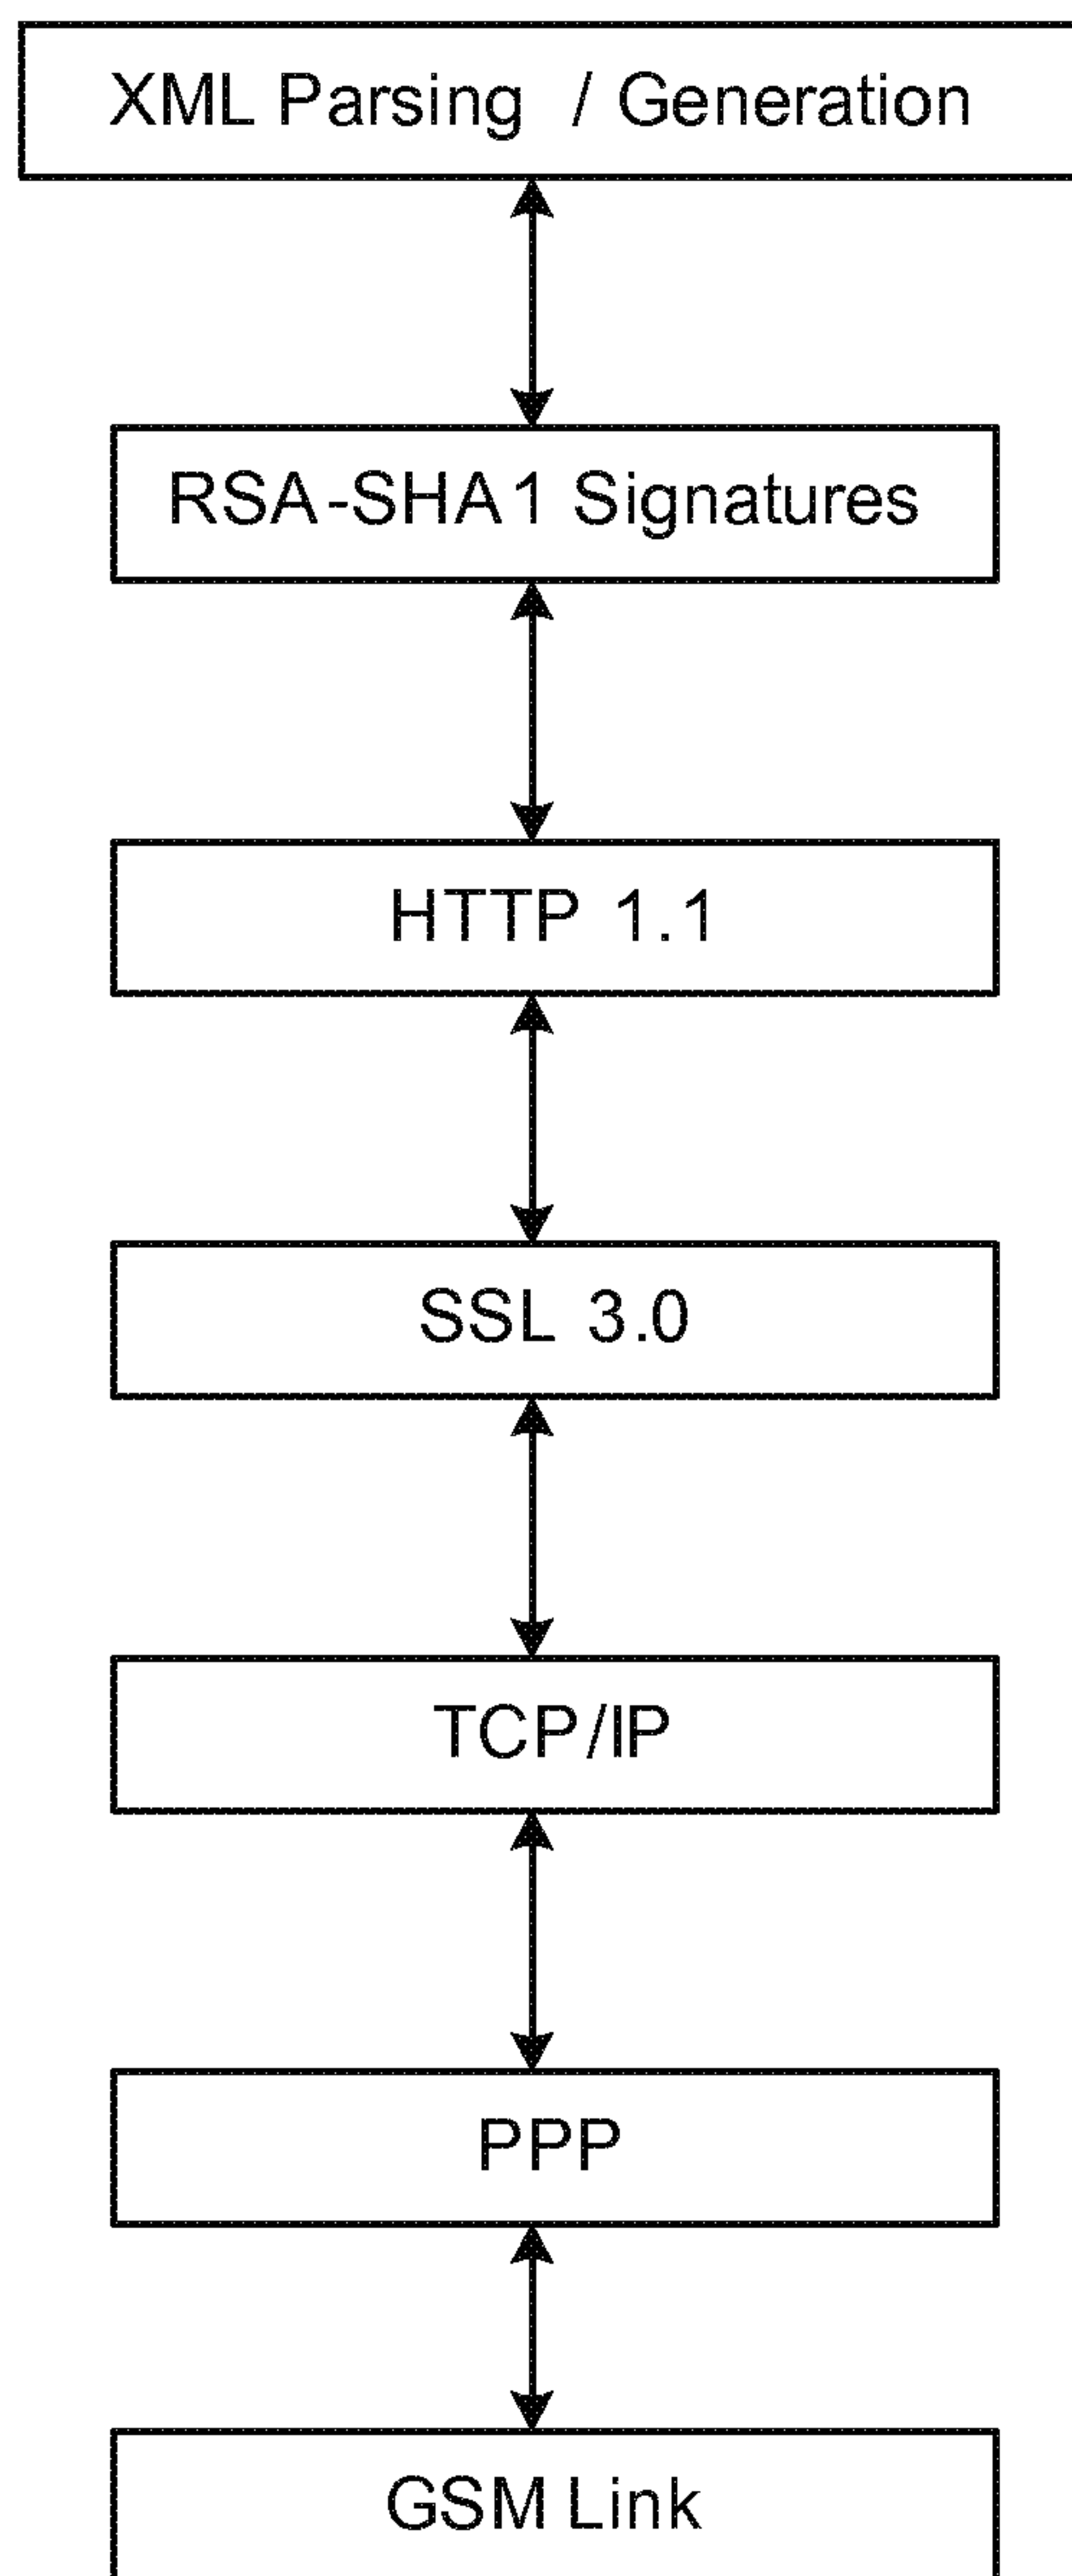 XML Parsing / Generation
RSA-SHA1 Signatures
HTTP 1.1
SSL 3.0
TCP/IP
PPP
GSM Link